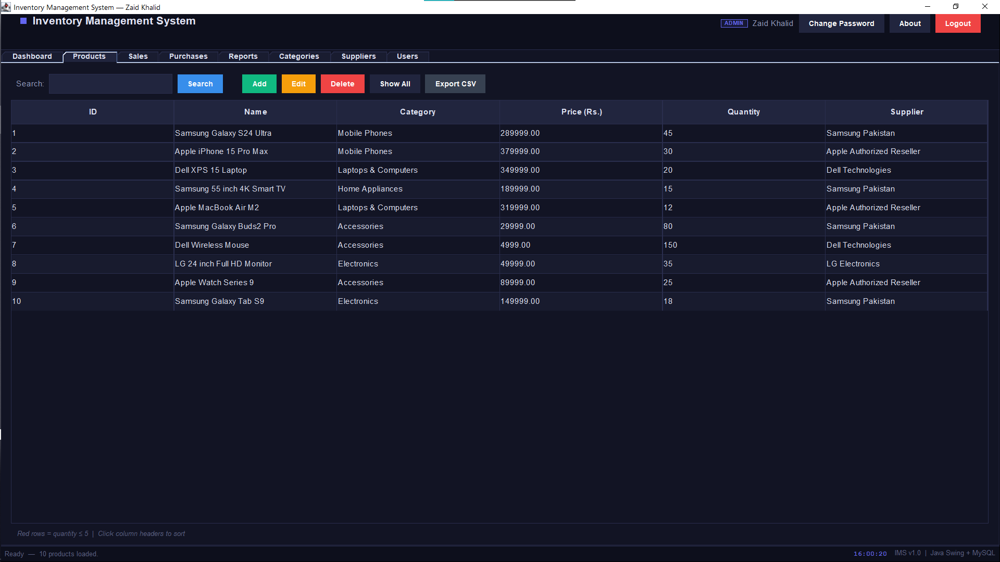 Inventory Management System — Zaid Khalid
Inventory Management System
ADMIN Zaid Khalid Change Password About Logout
Dashboard Products Sales Purchases Reports Categories Suppliers Users
Search: Search Add Edit Delete Show All Export CSV
ID Name Category Price (Rs.) Quantity Supplier
1 Samsung Galaxy S24 Ultra Mobile Phones 289999.00 45 Samsung Pakistan
2 Apple iPhone 15 Pro Max Mobile Phones 379999.00 30 Apple Authorized Reseller
3 Dell XPS 15 Laptop Laptops & Computers 349999.00 20 Dell Technologies
4 Samsung 55 inch 4K Smart TV Home Appliances 189999.00 15 Samsung Pakistan
5 Apple MacBook Air M2 Laptops & Computers 319999.00 12 Apple Authorized Reseller
6 Samsung Galaxy Buds2 Pro Accessories 29999.00 80 Samsung Pakistan
7 Dell Wireless Mouse Accessories 4999.00 150 Dell Technologies
8 LG 24 inch Full HD Monitor Electronics 49999.00 35 LG Electronics
9 Apple Watch Series 9 Accessories 89999.00 25 Apple Authorized Reseller
10 Samsung Galaxy Tab S9 Electronics 149999.00 18 Samsung Pakistan
Red rows = quantity ≤ 5 | Click column headers to sort
Ready — 10 products loaded. 16:00:20 IMS v1.0 | Java Swing + MySQL